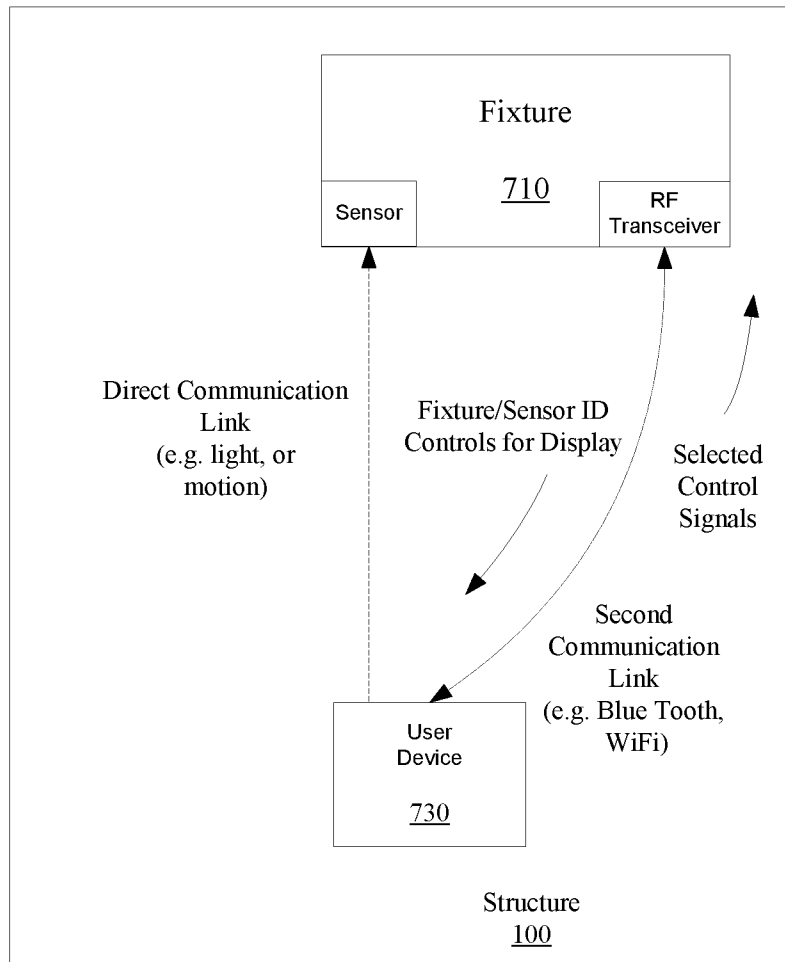 Fixture
710
Sensor
RF
Transceiver
Direct Communication
Link
(e.g. light, or
motion)
Fixture/Sensor ID
Controls for Display
Selected
Control
Signals
Second
Communication
Link
(e.g. Blue Tooth,
WiFi)
User
Device
730
Structure
100